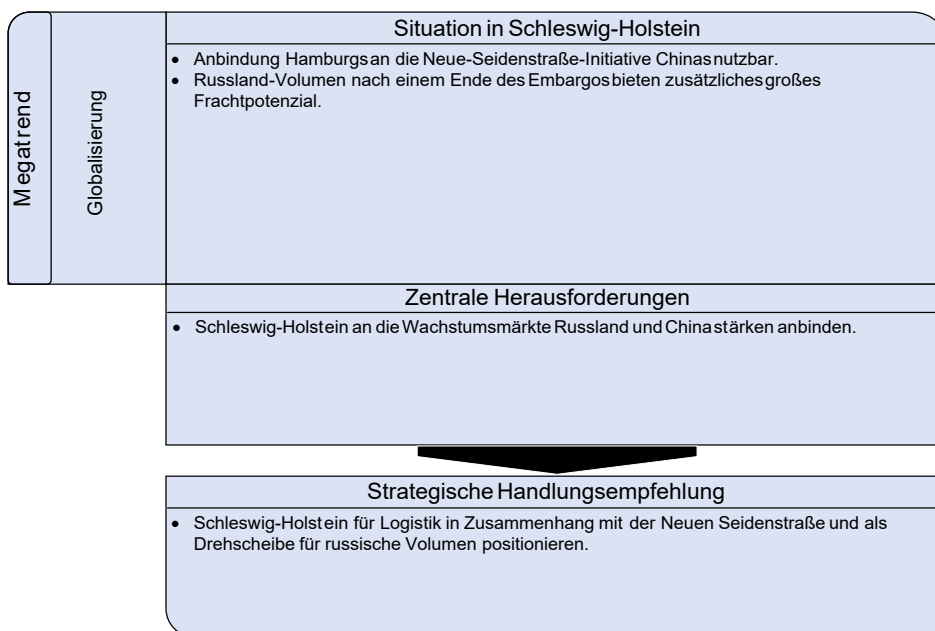 Megatrend
Globalisierung
Situation in Schleswig-Holstein
• Anbindung Hamburgs an die Neue-Seidenstraße-Initiative Chinas nutzbar.
• Russland-Volumen nach einem Ende des Embargos bieten zusätzliches großes
Frachtpotenzial.
Zentrale Herausforderungen
• Schleswig-Holstein an die Wachstumsmärkte Russland und China stärken anbinden.
Strategische Handlungsempfehlung
• Schleswig-Holstein für Logistik in Zusammenhang mit der Neuen Seidenstraße und als
Drehscheibe für russische Volumen positionieren.